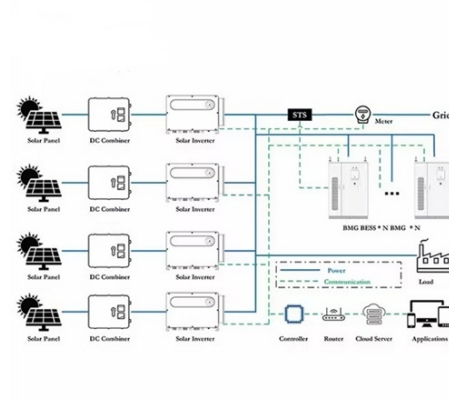 STS
Meter
Grid
Solar Panel
DC Combiner
Solar Inverter
Solar Panel
DC Combiner
Solar Inverter
BMG BESS * N BMG * N
Solar Panel
DC Combiner
Solar Inverter
Power
Communication
Load
Solar Panel
DC Combiner
Solar Inverter
Controller
Router
Cloud Server
Applications